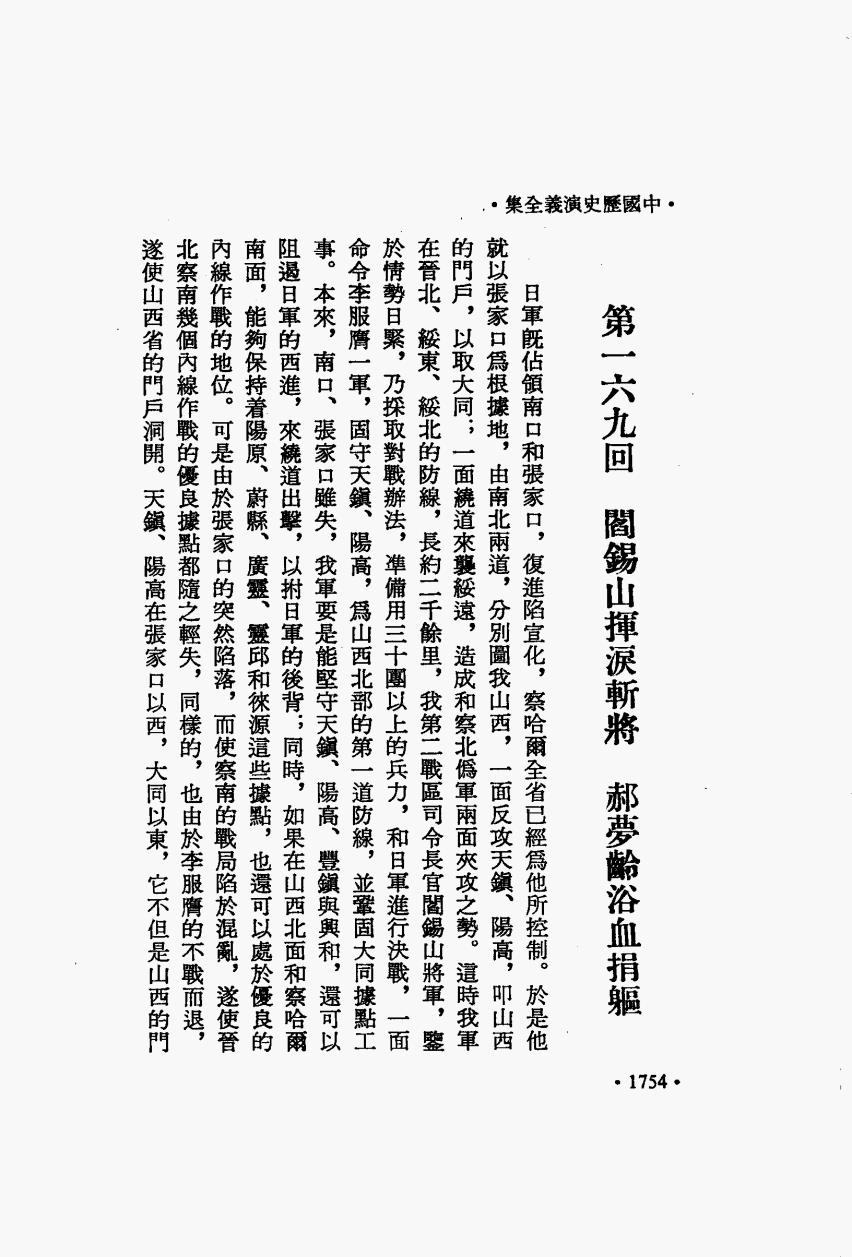 •中國歷史演義全集•
第一六九回　閻錫山揮淚斬將　郝夢齡浴血捐軀
日軍旣佔領南口和張家口，復進陷宣化，察哈爾全省已經爲他所控制。於是他
就以張家口爲根據地，由南北兩道，分別圖我山西，一面反攻天鎭、陽高，叩山西
的門戶，以取大同；一面繞道來襲綏遠，造成和察北僞軍兩面夾攻之勢。這時我軍
在晉北、綏東、綏北的防線，長約二千餘里，我第二戰區司令長官閻錫山將軍，鑒
於情勢日緊，乃採取對戰辦法，準備用三十團以上的兵力，和日軍進行決戰，一面
命令李服膺一軍，固守天鎭、陽高，爲山西北部的第一道防線，並鞏固大同據點工
事。本來，南口、張家口雖失，我軍要是能堅守天鎭、陽高、豐鎭與興和，還可以
阻遏日軍的西進，來繞道出擊，以拊日軍的後背；同時，如果在山西北面和察哈爾
南面，能夠保持着陽原、蔚縣、廣靈、靈邱和徠源這些據點，也還可以處於優良的
內線作戰的地位。可是由於張家口的突然陷落，而使察南的戰局陷於混亂，遂使晉
北察南幾個內線作戰的優良據點都隨之輕失，同樣的，也由於李服膺的不戰而退，
遂使山西省的門戶洞開。天鎭、陽高在張家口以西，大同以東，它不但是山西的門
•1754•